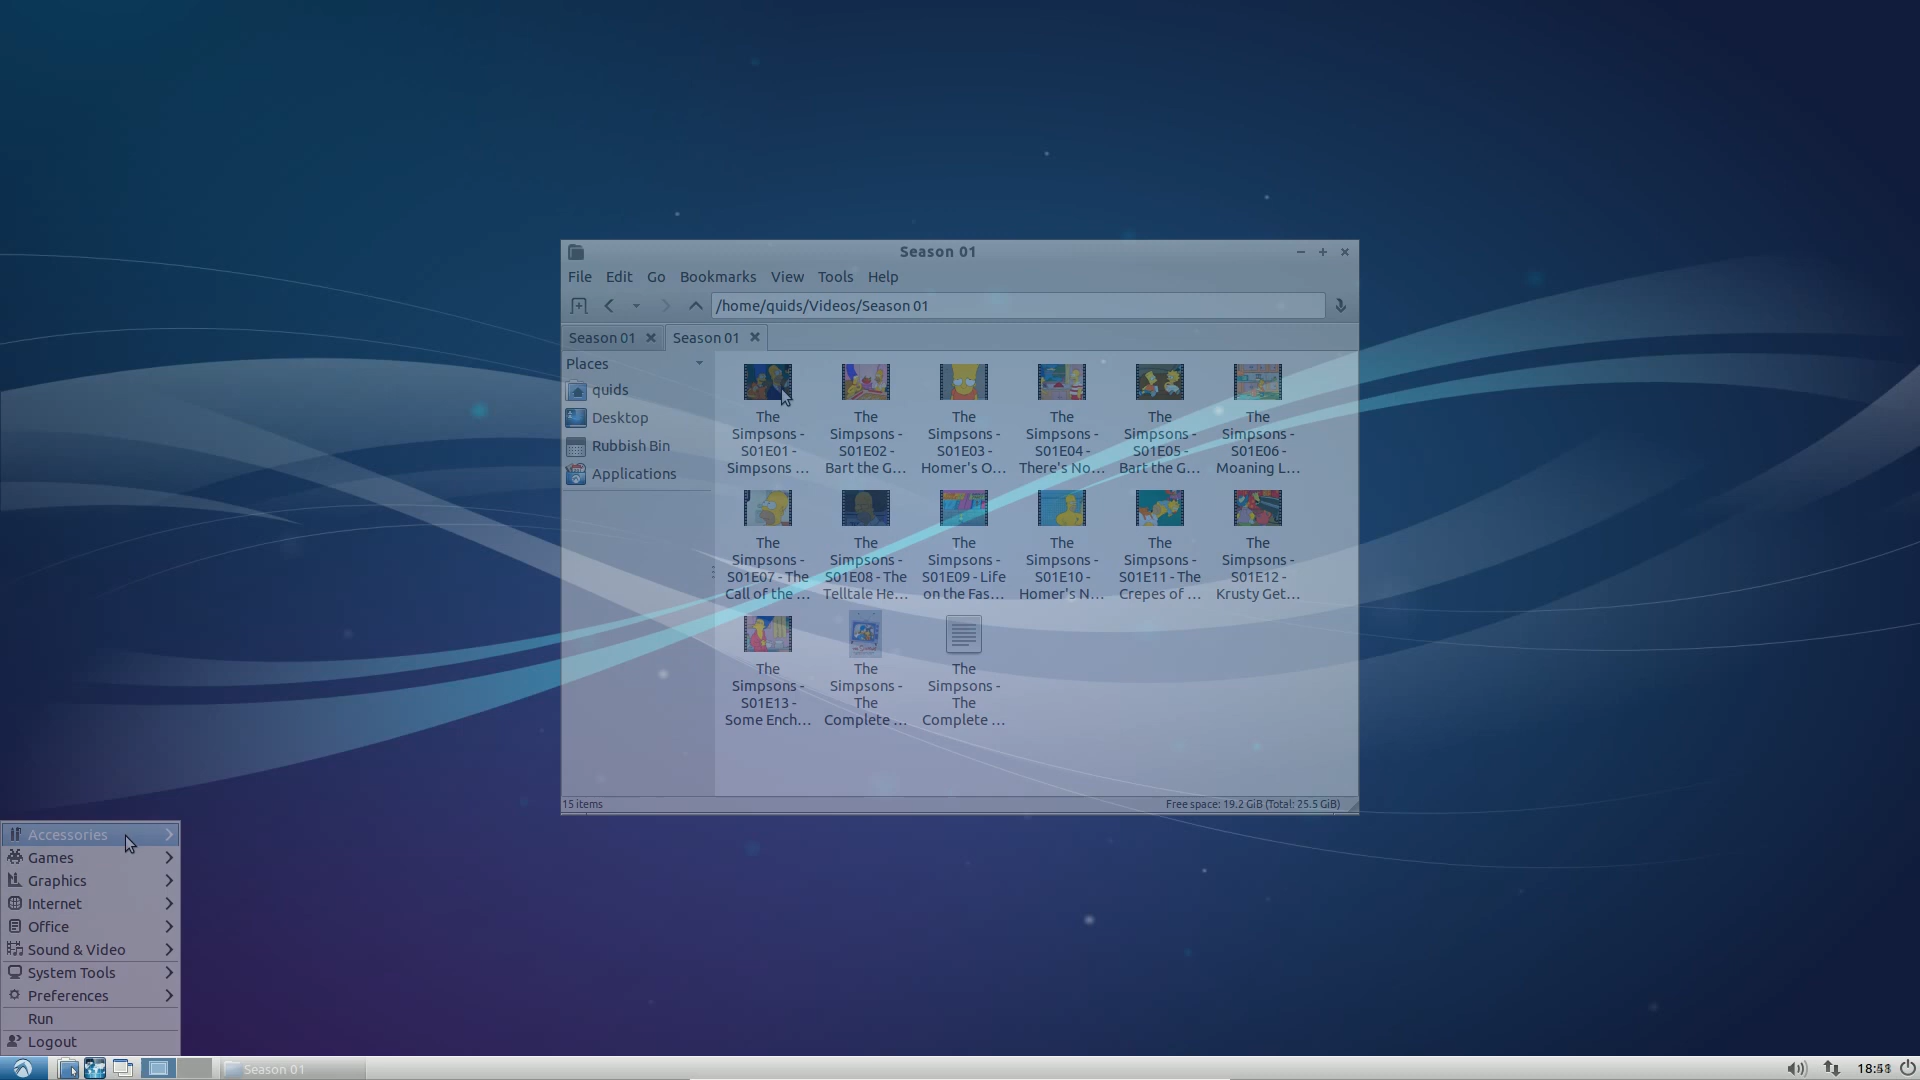 Season 01
File Edit Go Bookmarks View Tools Help
/home/quids/Videos/Season 01
Season 01 Season 01
Places
quids
Desktop
Rubbish Bin
Applications
The Simpsons - S01E01 - Simpsons ...
The Simpsons - S01E02 - Bart the G...
The Simpsons - S01E03 - Homer's O...
The Simpsons - S01E04 - There's No...
The Simpsons - S01E05 - Bart the G...
The Simpsons - S01E06 - Moaning L...
The Simpsons - S01E07 - The Call of the ...
The Simpsons - S01E08 - The Telltale He...
The Simpsons - S01E09 - Life on the Fas...
The Simpsons - S01E10 - Homer's N...
The Simpsons - S01E11 - The Crepes of ...
The Simpsons - S01E12 - Krusty Get...
The Simpsons - S01E13 - Some Ench...
The Simpsons - The Complete ...
The Simpsons - The Complete ...
15 items Free space: 19.2 GiB (Total: 25.5 GiB)
Accessories
Games
Graphics
Internet
Office
Sound & Video
System Tools
Preferences
Run
Logout
Season 01